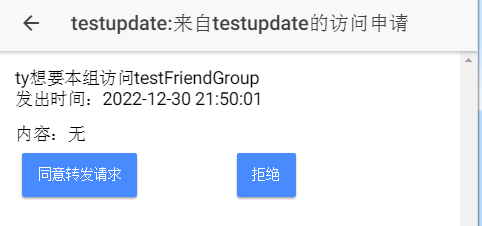 testupdate:来自testupdate的访问申请
ty想要本组访问testFriendGroup
发出时间：2022-12-30 21:50:01
内容：无
同意转发请求
拒绝